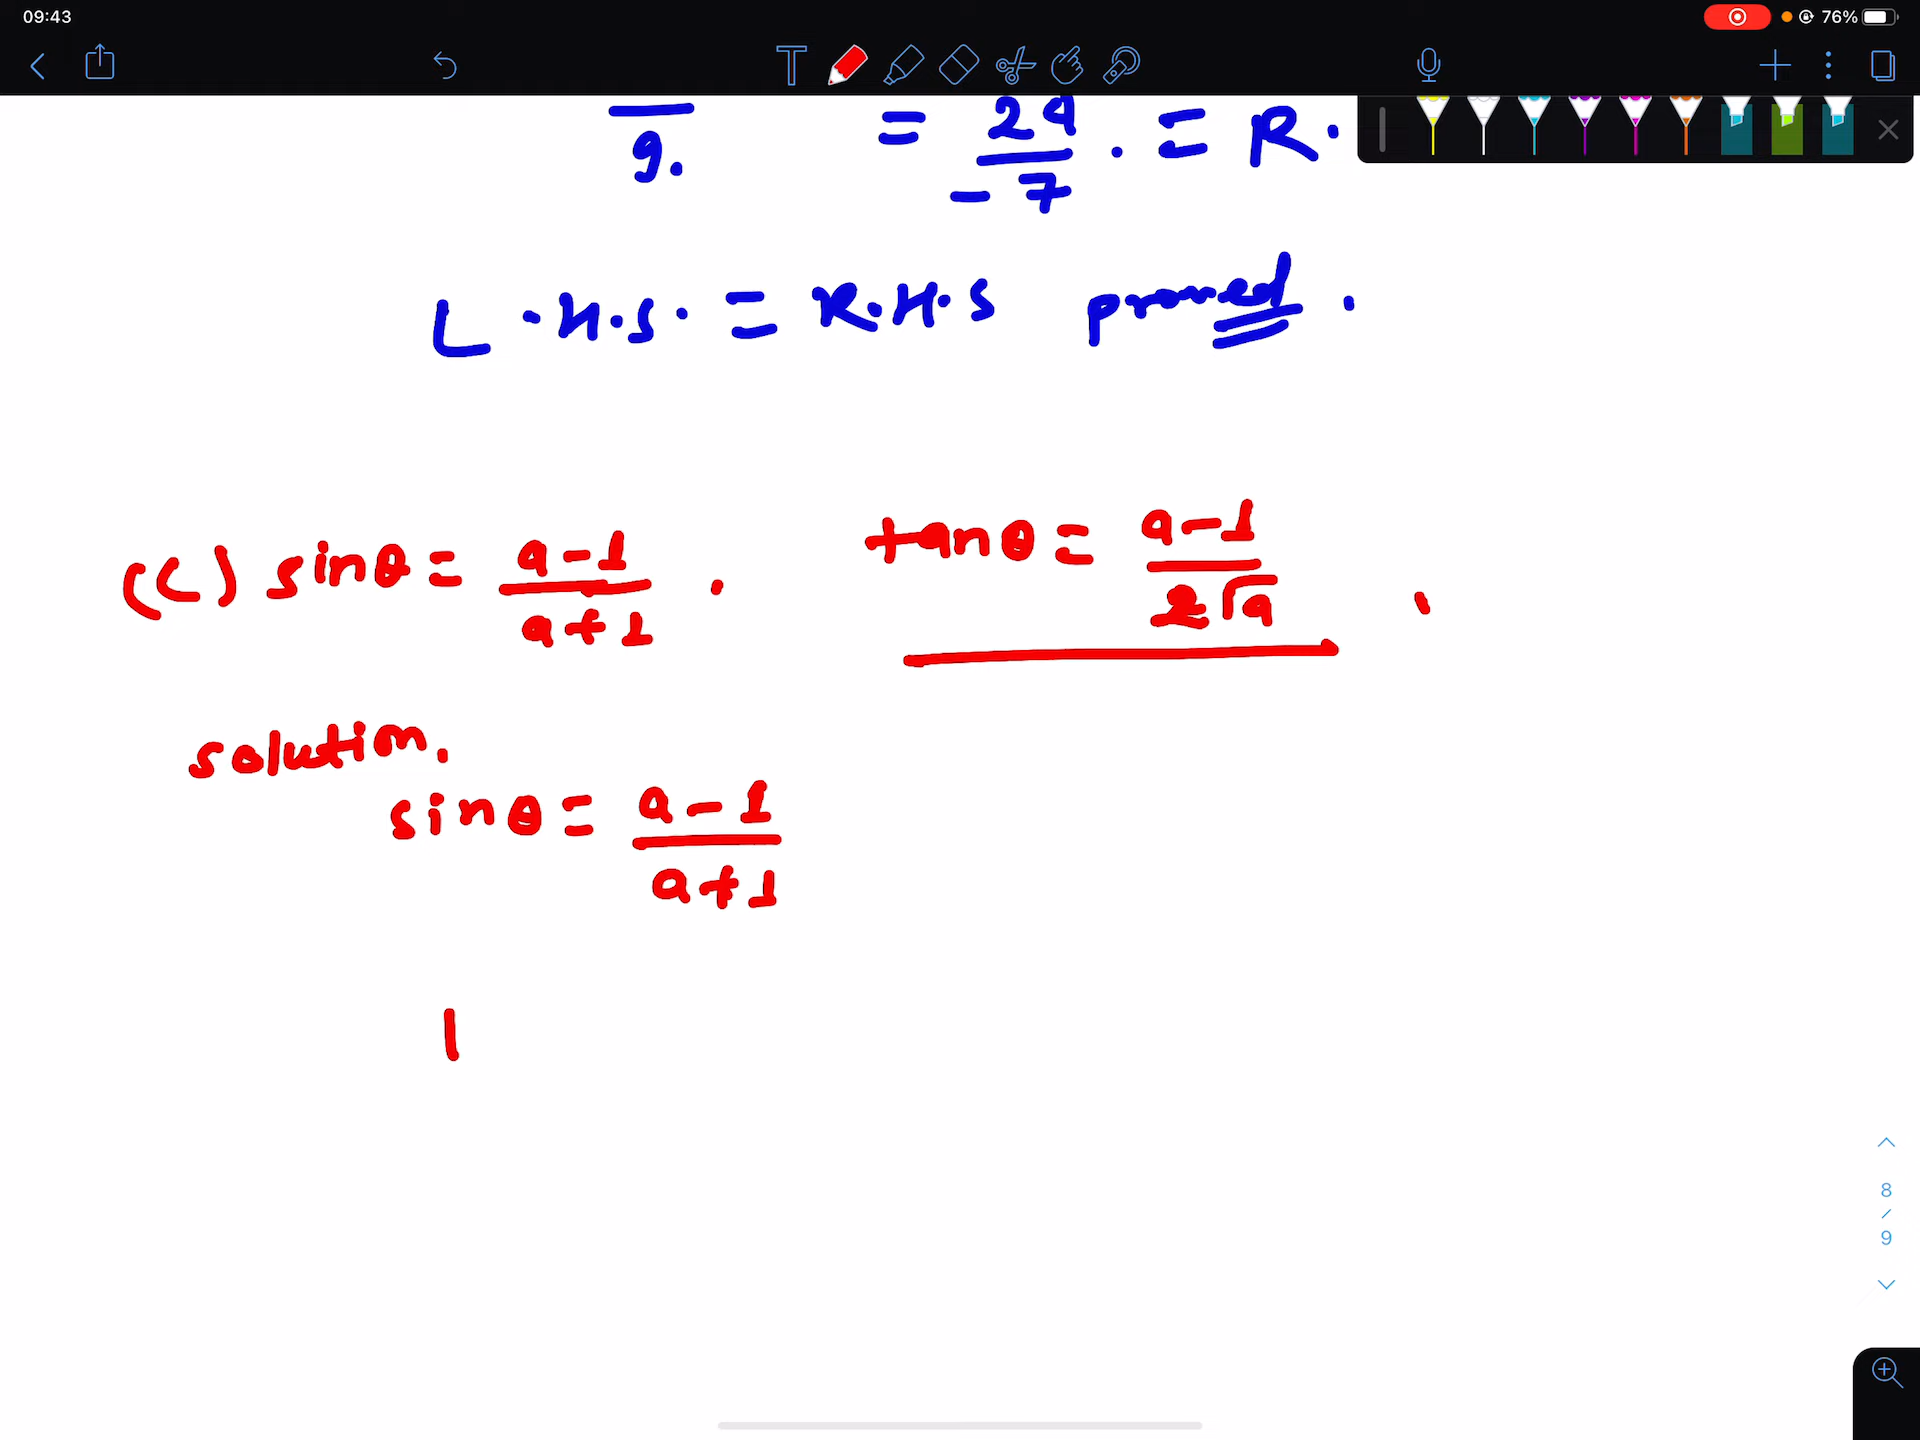 09:43
76%
9.
= 24/-7 . = R.
L.H.S. = R.H.S proved.
(C) sinθ = a-1/a+1 . tanθ = a-1/2√a .
solution.
sinθ = a-1/a+1
8
/
9